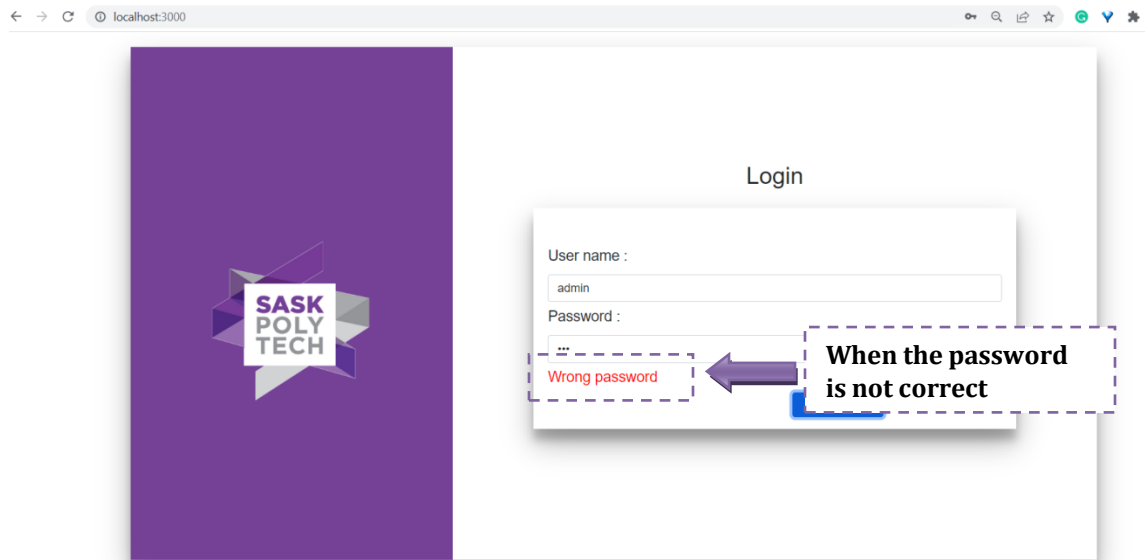 localhost:3000
Login
User name :
admin
SASK
POLY
TECH
Password :
•••
When the password
is not correct
Wrong password